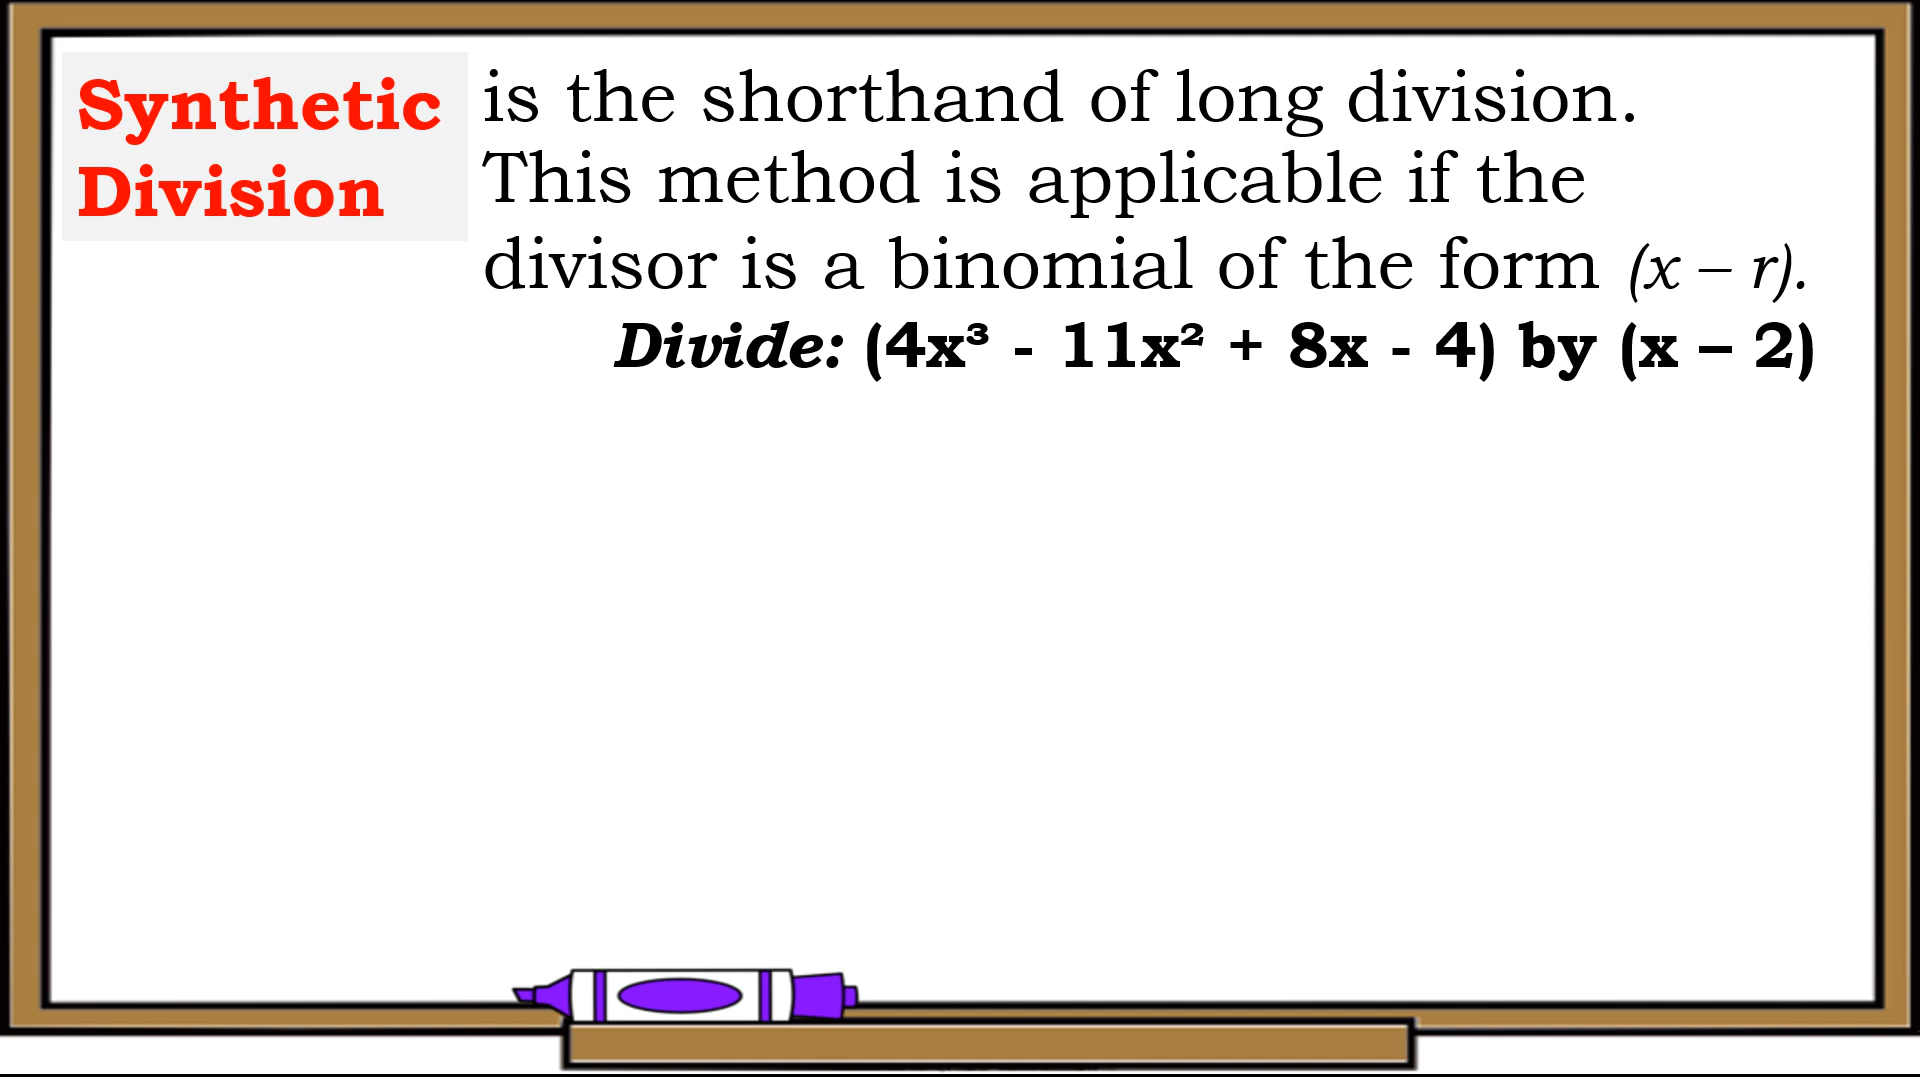 Synthetic
Division
is the shorthand of long division.
This method is applicable if the
divisor is a binomial of the form (x – r).
Divide: (4x³ - 11x² + 8x - 4) by (x – 2)